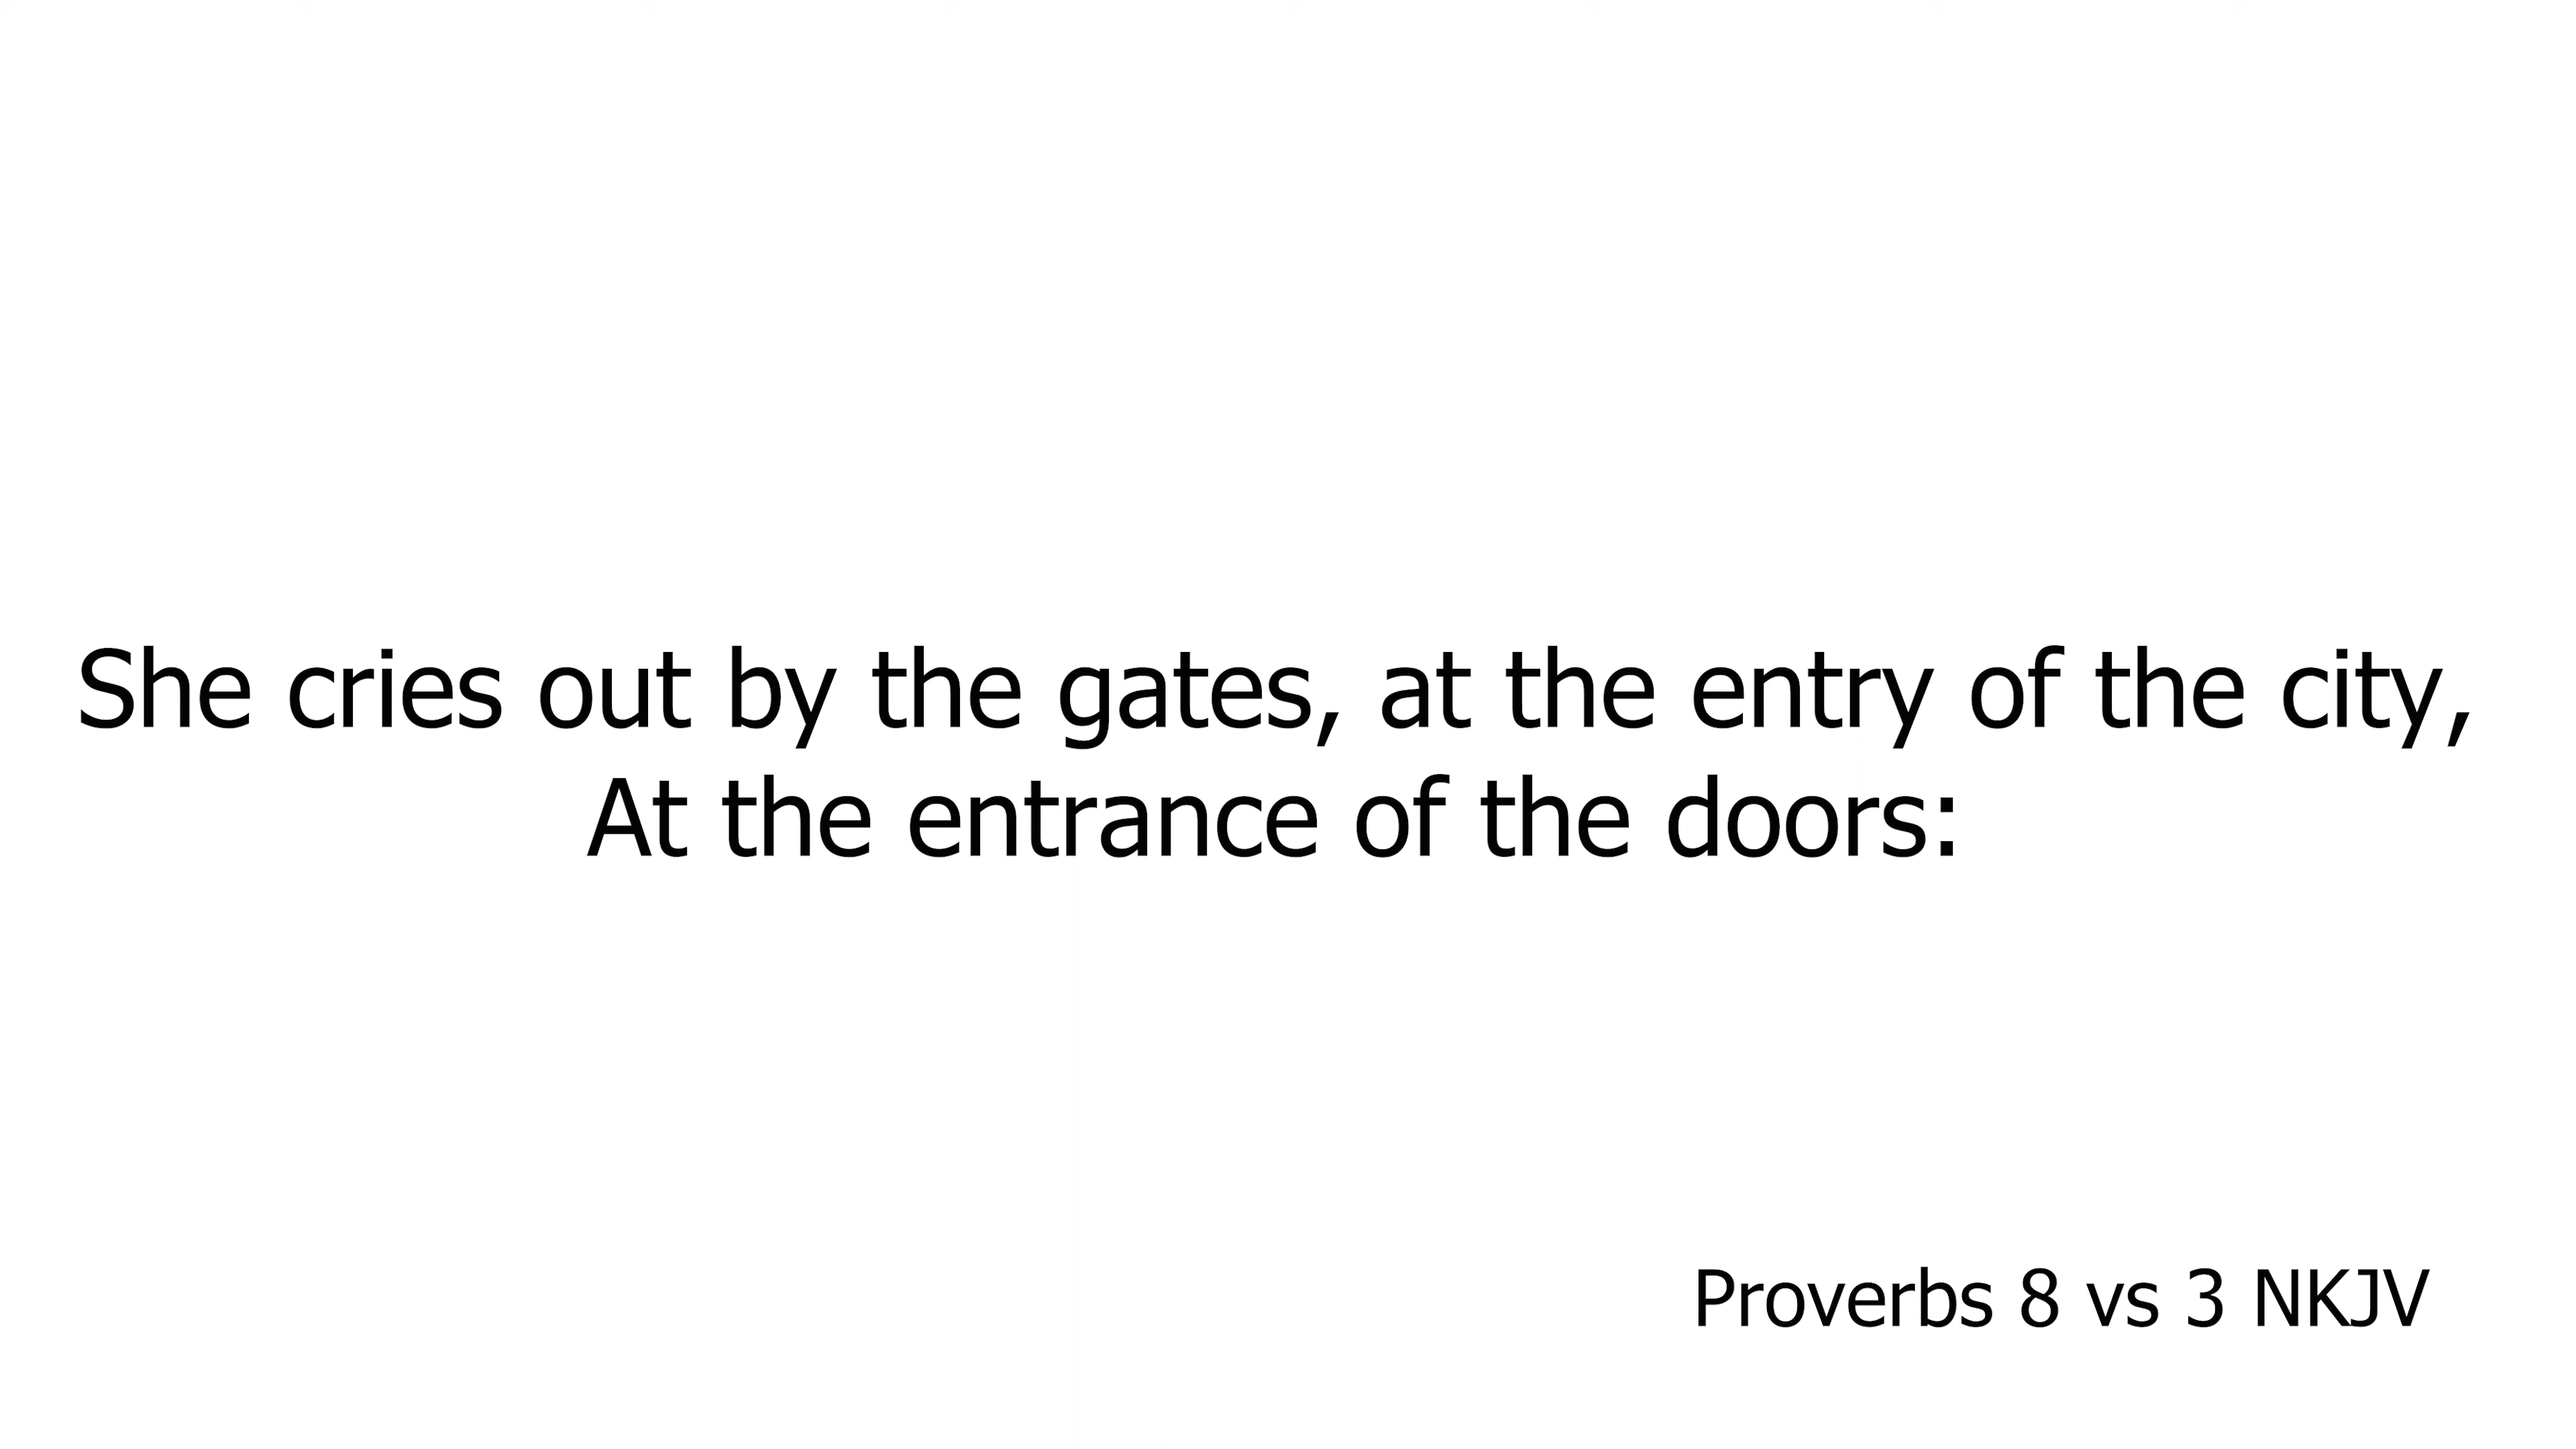 She cries out by the gates, at the entry of the city,
At the entrance of the doors:
Proverbs 8 vs 3 NKJV